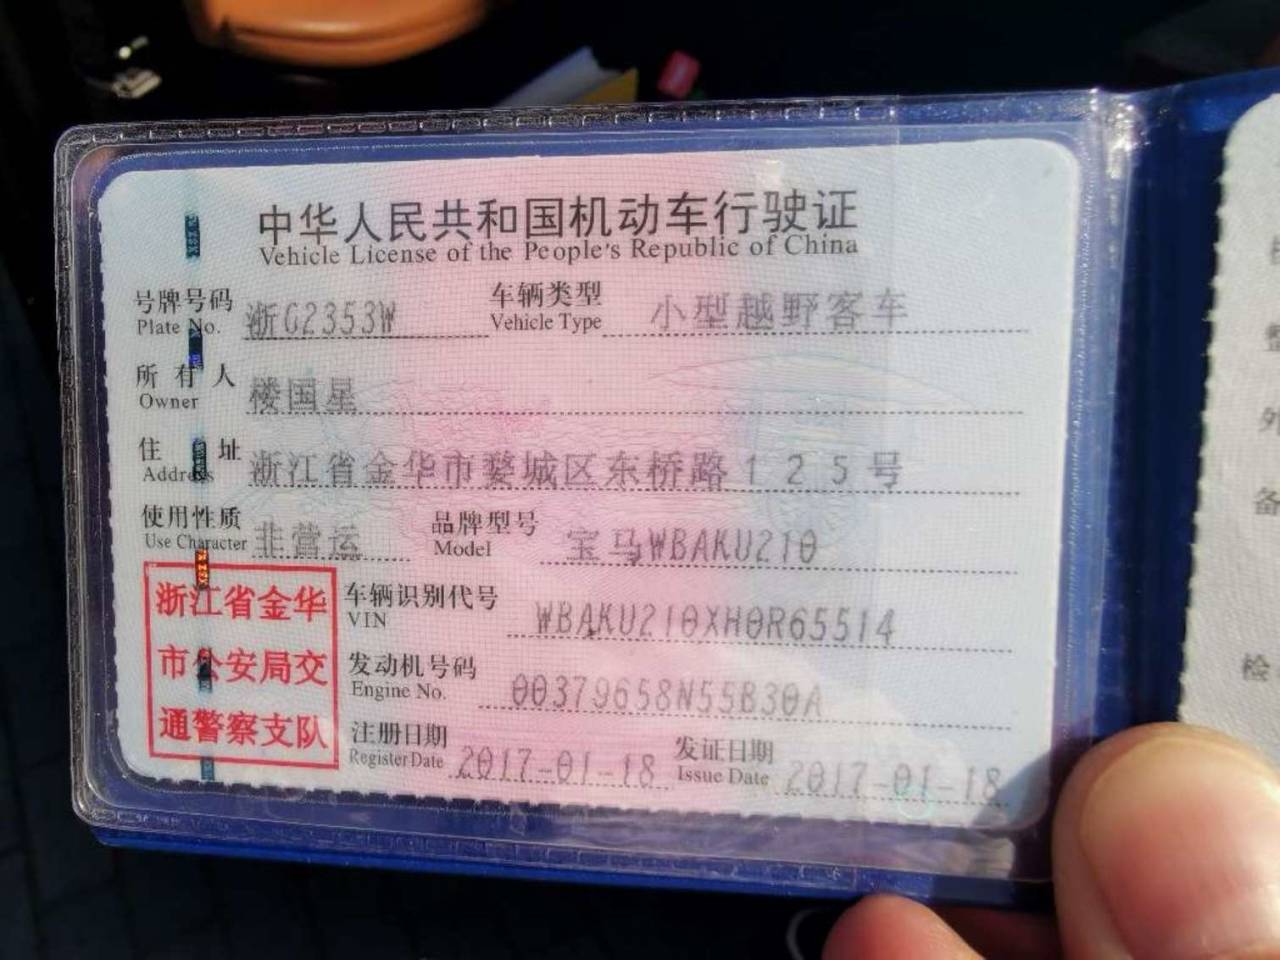 中华人民共和国机动车行驶证
Vehicle License of the People's Republic of China
号牌号码 浙G2353W 车辆类型 小型越野客车
Plate No. Vehicle Type
所有人 楼国星
Owner
住址 浙江省金华市婺城区东桥路125号
Address
使用性质 非营运 品牌型号 宝马WBAKU210
Use Character Model
浙江省金华
市公安局交
通警察支队
车辆识别代号 WBAKU210XH0R65514
VIN
发动机号码 00379658N55B30A
Engine No.
注册日期 2017-01-18 发证日期 2017-01-18
Register Date Issue Date
外
备
检